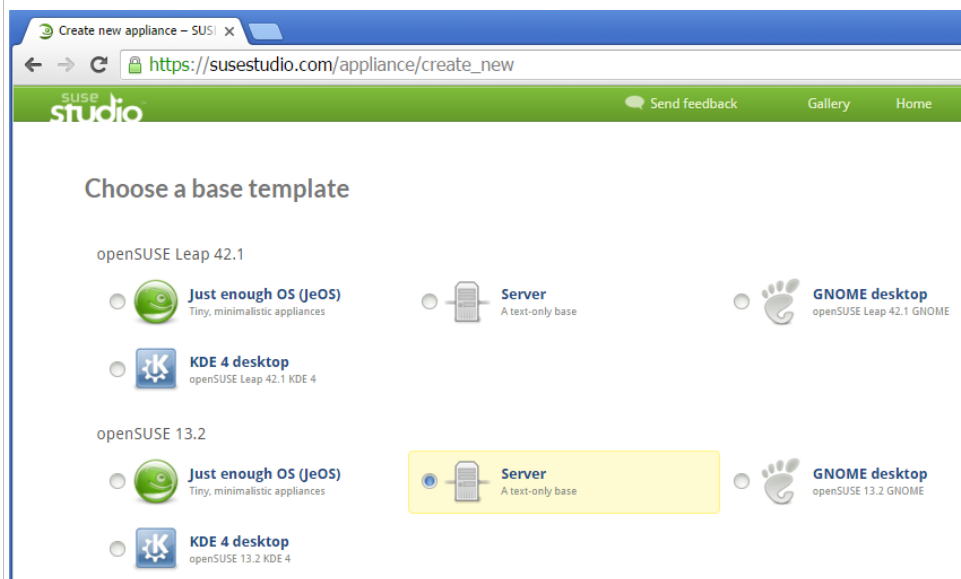 Create new appliance – SUS
https://susestudio.com/appliance/create_new
suse studio Send feedback Gallery Home
Choose a base template
openSUSE Leap 42.1
Just enough OS (JeOS) Server GNOME desktop
Tiny, minimalistic appliances A text-only base openSUSE Leap 42.1 GNOME
KDE 4 desktop
openSUSE Leap 42.1 KDE 4
openSUSE 13.2
Just enough OS (JeOS) Server GNOME desktop
Tiny, minimalistic appliances A text-only base openSUSE 13.2 GNOME
KDE 4 desktop
openSUSE 13.2 KDE 4